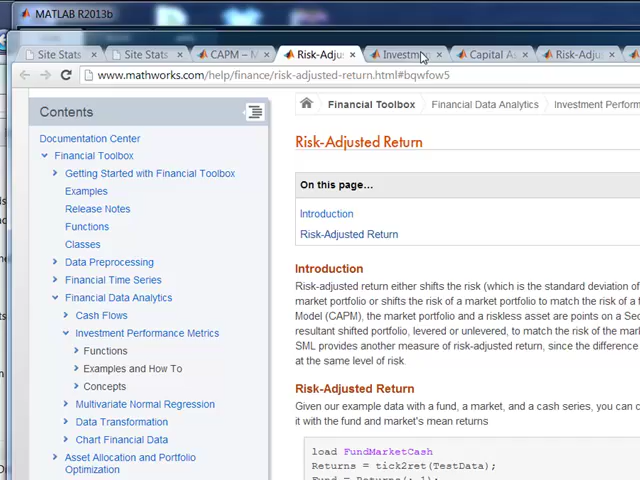 MATLAB R2013b
Site Stats
Site Stats
CAPM – M
Risk-Adju
Investm
Capital As
Risk-Adju
www.mathworks.com/help/finance/risk-adjusted-return.html#bqwfow5
Contents
Financial Toolbox
Financial Data Analytics
Investment Perform
Documentation Center
Financial Toolbox
Getting Started with Financial Toolbox
Examples
Release Notes
Functions
Classes
Data Preprocessing
Financial Time Series
Financial Data Analytics
Cash Flows
Investment Performance Metrics
Functions
Examples and How To
Concepts
Multivariate Normal Regression
Data Transformation
Chart Financial Data
Asset Allocation and Portfolio
Optimization
Risk-Adjusted Return
On this page…
Introduction
Risk-Adjusted Return
Introduction
Risk-adjusted return either shifts the risk (which is the standard deviation of
market portfolio or shifts the risk of a market portfolio to match the risk of a f
Model (CAPM), the market portfolio and a riskless asset are points on a Sec
resultant shifted portfolio, levered or unlevered, to match the risk of the mark
SML provides another measure of risk-adjusted return, since the difference
at the same level of risk.
Risk-Adjusted Return
Given our example data with a fund, a market, and a cash series, you can c
it with the fund and market's mean returns
load FundMarketCash
Returns = tick2ret(TestData);
Fund = Returns(:,1);